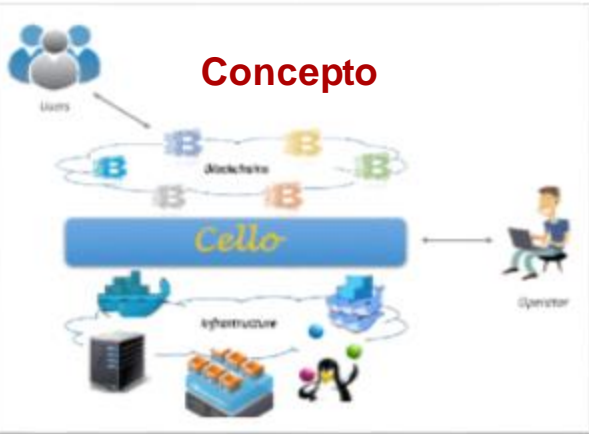 Concepto
Users
Blockchains
Cello
Operator
Infrastructure